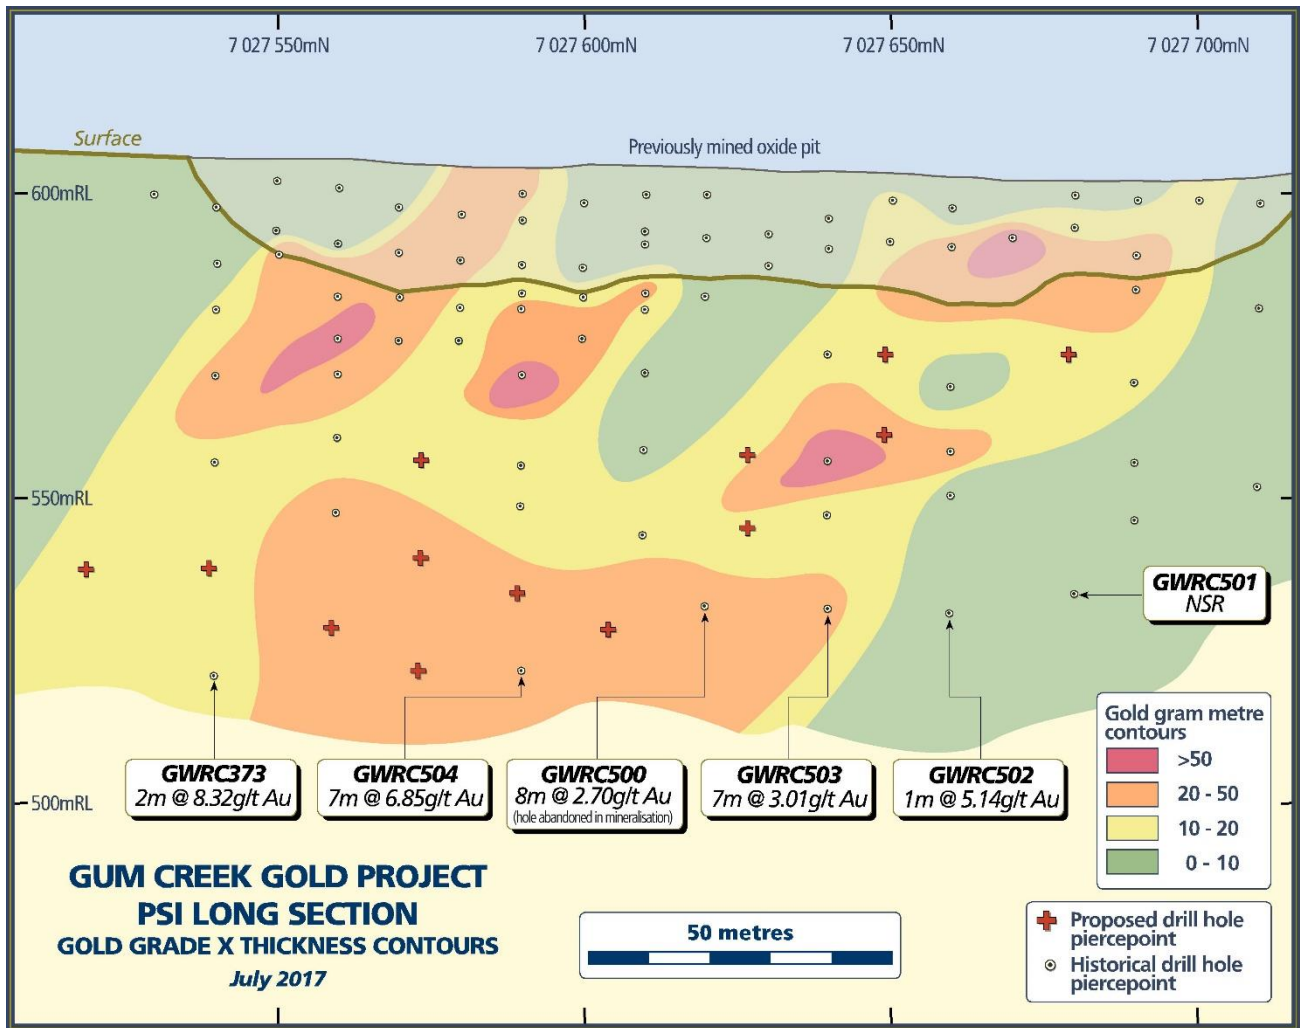 7 027 550mN
7 027 600mN
7 027 650mN
7 027 700mN
Surface
Previously mined oxide pit
600mRL
550mRL
GWRC501
NSR
Gold gram metre
contours
>50
20 - 50
10 - 20
0 - 10
GWRC373
2m @ 8.32g/t Au
GWRC504
7m @ 6.85g/t Au
GWRC500
8m @ 2.70g/t Au
(hole abandoned in mineralisation)
GWRC503
7m @ 3.01g/t Au
GWRC502
1m @ 5.14g/t Au
500mRL
GUM CREEK GOLD PROJECT
PSI LONG SECTION
GOLD GRADE X THICKNESS CONTOURS
July 2017
50 metres
Proposed drill hole
piercepoint
Historical drill hole
piercepoint